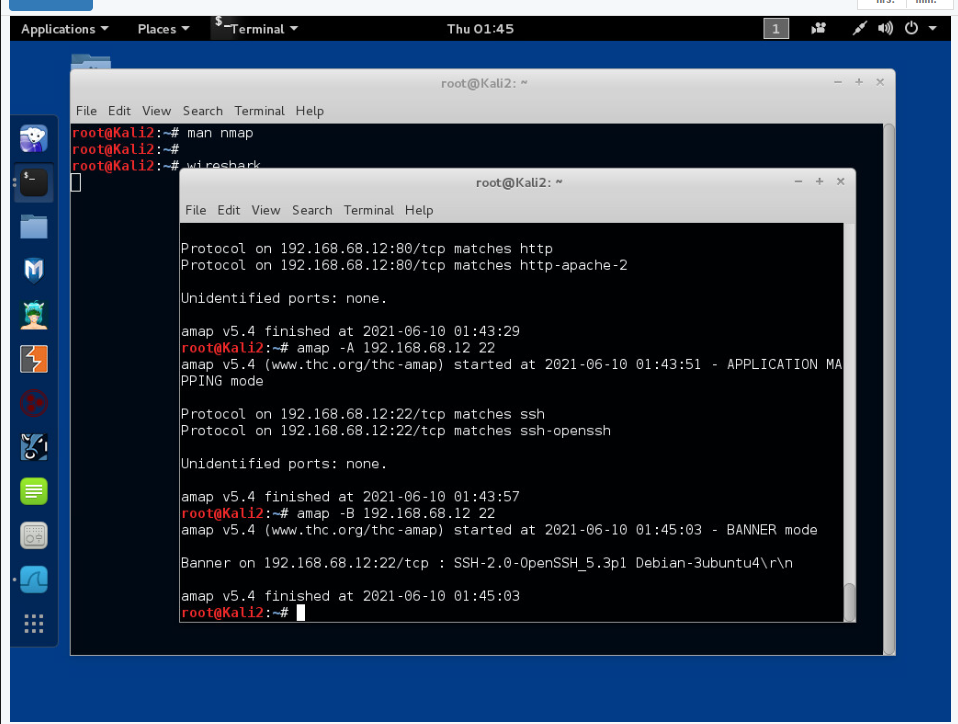 hrs. min.
Applications Places Terminal Thu 01:45 1
root@Kali2: ~
File Edit View Search Terminal Help
root@Kali2:~# man nmap
root@Kali2:~#
root@Kali2:~# wireshark
root@Kali2: ~
File Edit View Search Terminal Help
Protocol on 192.168.68.12:80/tcp matches http
Protocol on 192.168.68.12:80/tcp matches http-apache-2
Unidentified ports: none.
amap v5.4 finished at 2021-06-10 01:43:29
root@Kali2:~# amap -A 192.168.68.12 22
amap v5.4 (www.thc.org/thc-amap) started at 2021-06-10 01:43:51 - APPLICATION MA
PPING mode
Protocol on 192.168.68.12:22/tcp matches ssh
Protocol on 192.168.68.12:22/tcp matches ssh-openssh
Unidentified ports: none.
amap v5.4 finished at 2021-06-10 01:43:57
root@Kali2:~# amap -B 192.168.68.12 22
amap v5.4 (www.thc.org/thc-amap) started at 2021-06-10 01:45:03 - BANNER mode
Banner on 192.168.68.12:22/tcp : SSH-2.0-OpenSSH_5.3p1 Debian-3ubuntu4\r\n
amap v5.4 finished at 2021-06-10 01:45:03
root@Kali2:~#